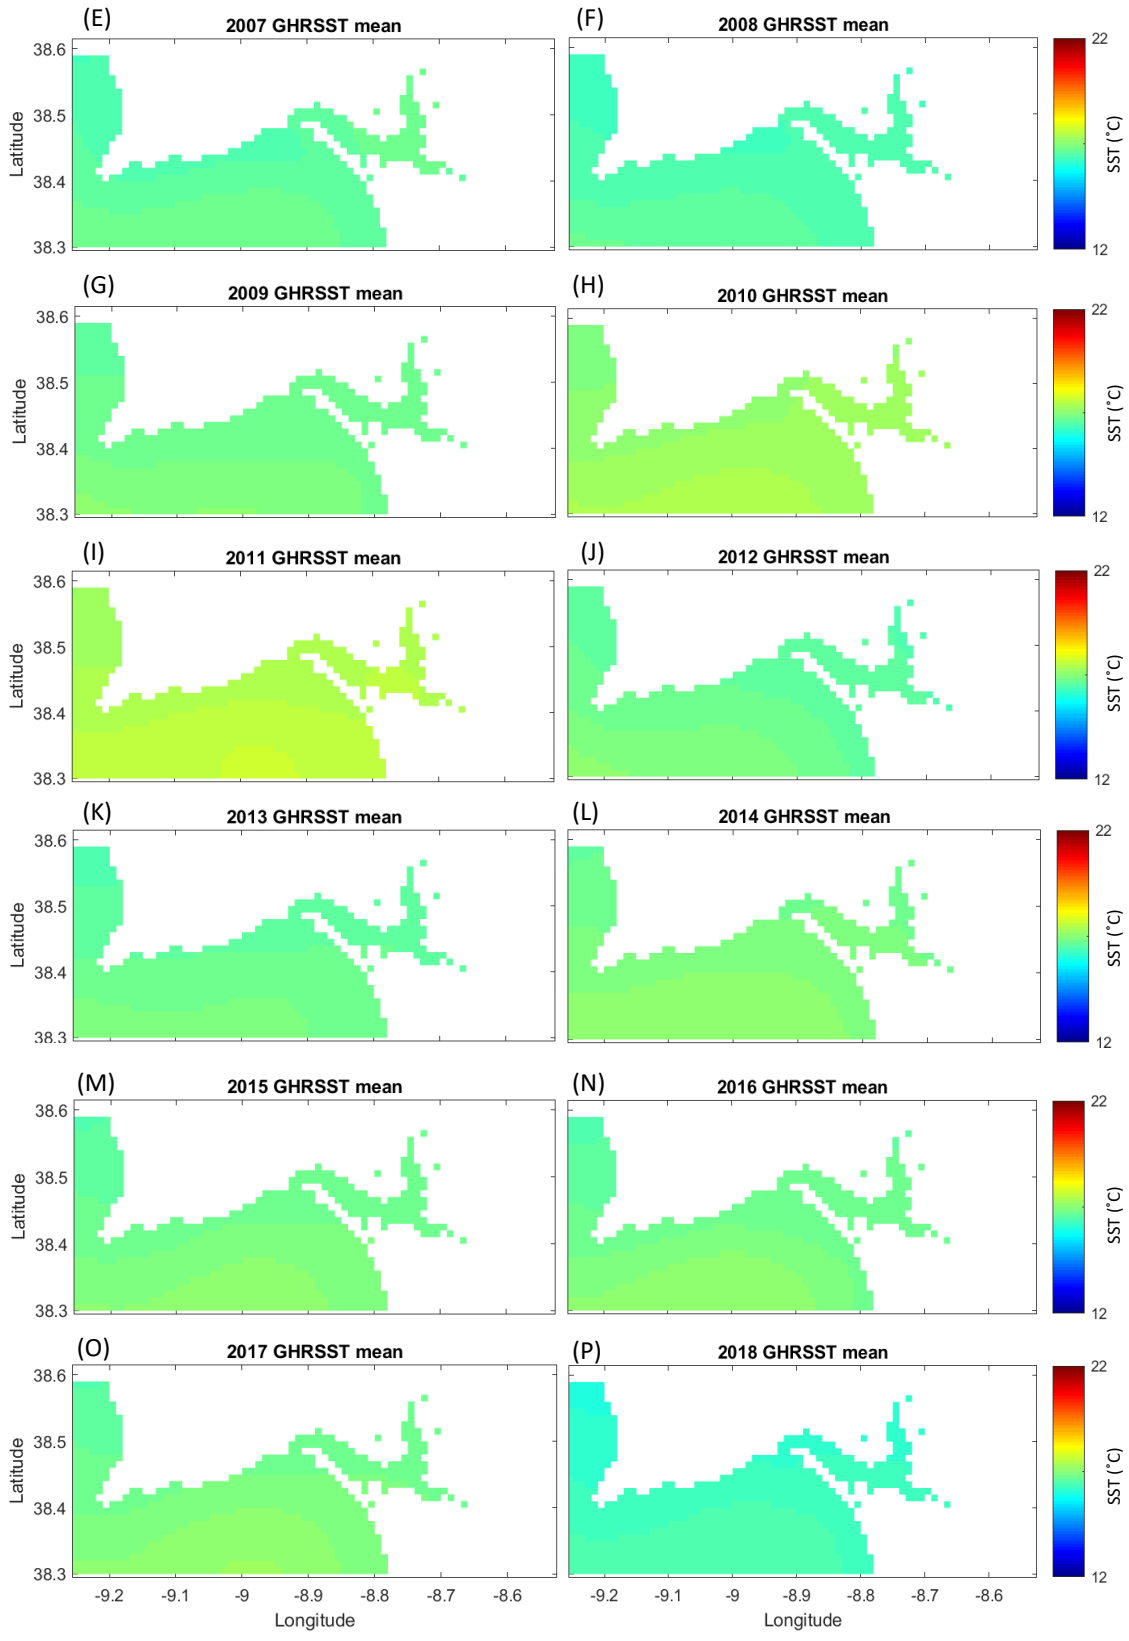 (E) (F)
2007 GHRSST mean 2008 GHRSST mean
38.6 22
38.5
Latitude SST (˚C)
38.4
38.3 12
(G) (H)
2009 GHRSST mean 2010 GHRSST mean
38.6 22
38.5
Latitude SST (˚C)
38.4
38.3 12
(I) (J)
2011 GHRSST mean 2012 GHRSST mean
38.6 22
38.5
Latitude SST (˚C)
38.4
38.3 12
(K) (L)
2013 GHRSST mean 2014 GHRSST mean
38.6 22
38.5
Latitude SST (˚C)
38.4
38.3 12
(M) (N)
2015 GHRSST mean 2016 GHRSST mean
38.6 22
38.5
Latitude SST (˚C)
38.4
38.3 12
(O) (P)
2017 GHRSST mean 2018 GHRSST mean
38.6 22
38.5
Latitude SST (˚C)
38.4
38.3 12
-9.2 -9.1 -9 -8.9 -8.8 -8.7 -8.6 -9.2 -9.1 -9 -8.9 -8.8 -8.7 -8.6
Longitude Longitude